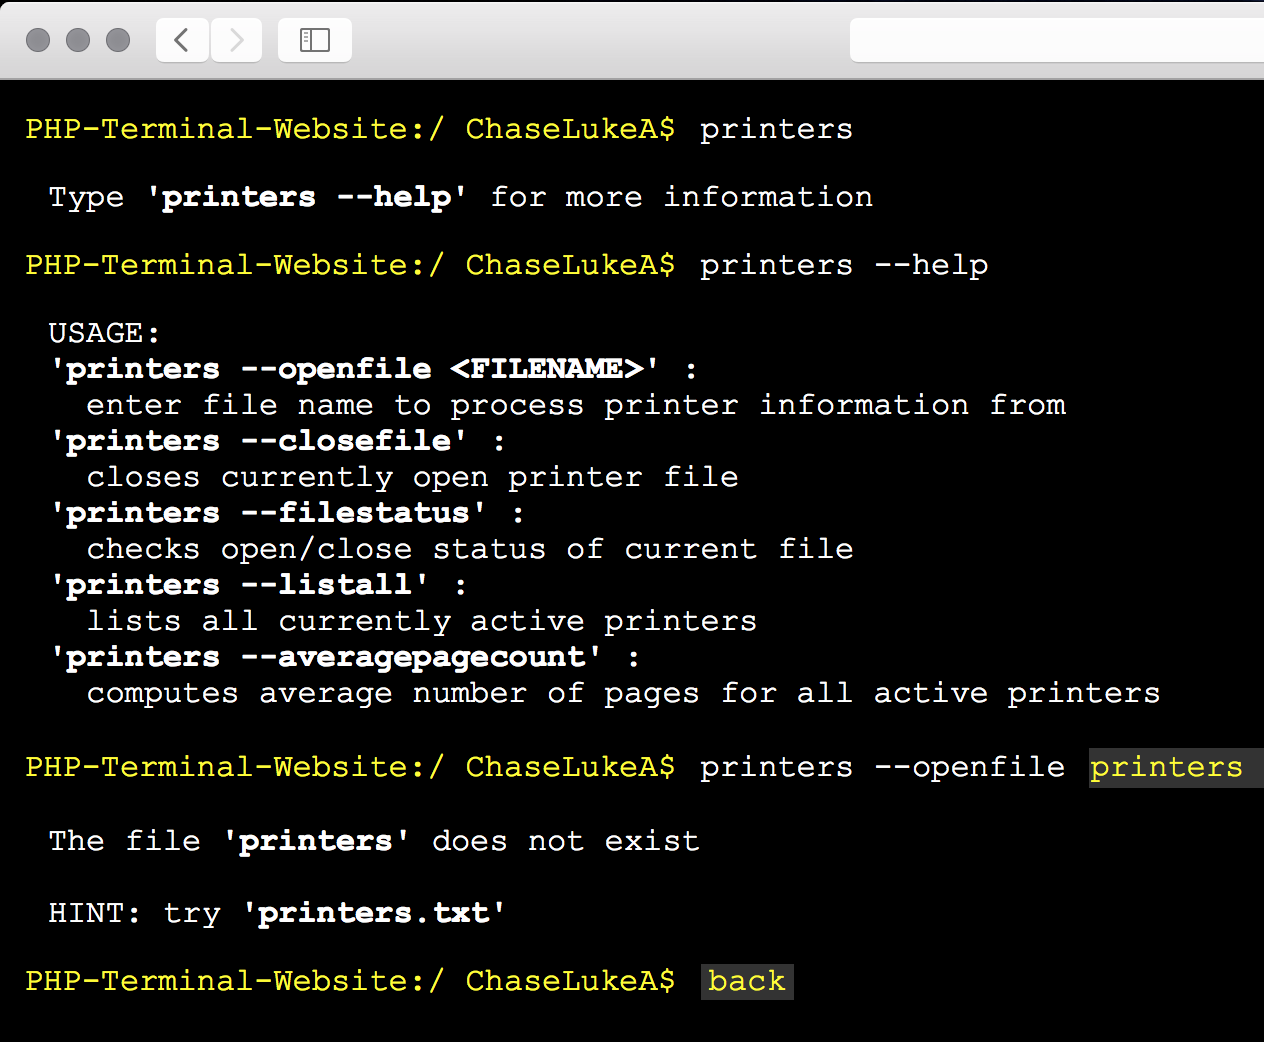 PHP-Terminal-Website:/ ChaseLukeA$ printers
Type 'printers --help' for more information
PHP-Terminal-Website:/ ChaseLukeA$ printers --help
USAGE:
'printers --openfile <FILENAME>' :
enter file name to process printer information from
'printers --closefile' :
closes currently open printer file
'printers --filestatus' :
checks open/close status of current file
'printers --listall' :
lists all currently active printers
'printers --averagepagecount' :
computes average number of pages for all active printers
PHP-Terminal-Website:/ ChaseLukeA$ printers --openfile printers
The file 'printers' does not exist
HINT: try 'printers.txt'
PHP-Terminal-Website:/ ChaseLukeA$ back